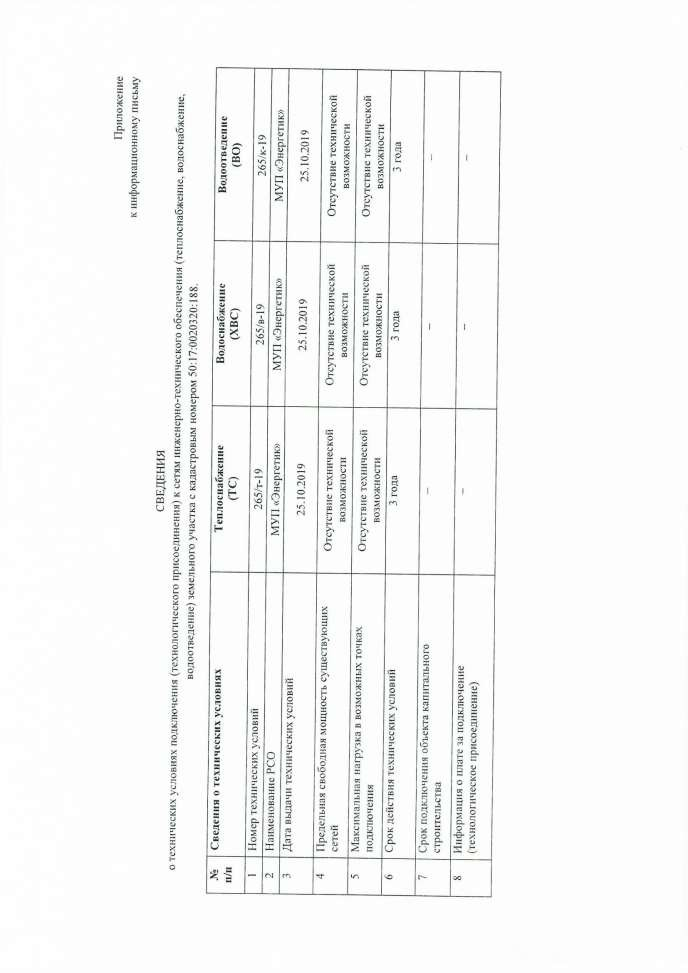 Приложение
к информационному письму
СВЕДЕНИЯ
о технических условиях подключения (технологического присоединения) к сетям инженерно-технического обеспечения (теплоснабжение, водоснабжение,
водоотведение) земельного участка с кадастровым номером 50:17:0020320:188.
№ п/п Сведения о технических условиях Теплоснабжение (ТС) Водоснабжение (ХВС) Водоотведение (ВО)
1 Номер технических условий 265/т-19 265/в-19 265/к-19
2 Наименование РСО МУП «Энергетик» МУП «Энергетик» МУП «Энергетик»
3 Дата выдачи технических условий 25.10.2019 25.10.2019 25.10.2019
4 Предельная свободная мощность существующих сетей Отсутствие технической возможности Отсутствие технической возможности Отсутствие технической возможности
5 Максимальная нагрузка в возможных точках подключения Отсутствие технической возможности Отсутствие технической возможности Отсутствие технической возможности
6 Срок действия технических условий 3 года 3 года 3 года
7 Срок подключения объекта капитального строительства – – –
8 Информация о плате за подключение (технологическое присоединение) – – –